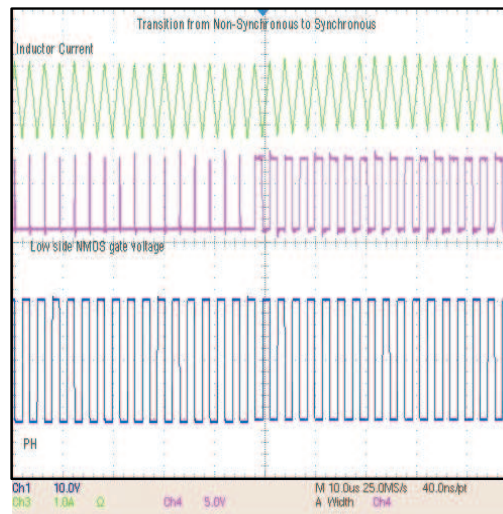 Transition from Non-Synchronous to Synchronous
Inductor Current
Low side NMOS gate voltage
PH
Ch1 10.0V M 10.0us 25.0MS/s 40.0ns/pt
Ch3 1.0A Ω Ch4 5.0V A Width Ch4